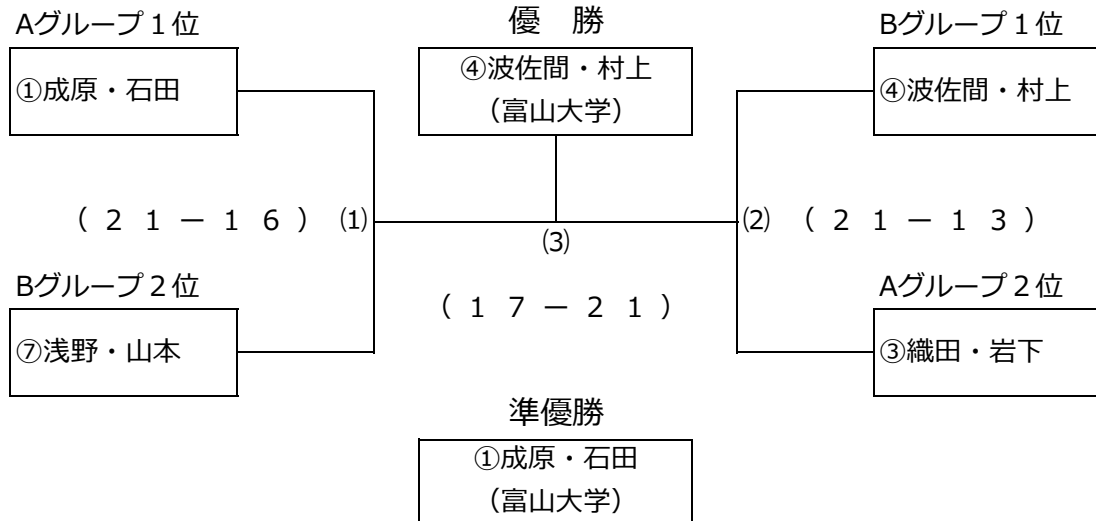 Aグループ１位
優　勝
Bグループ１位
①成原・石田
④波佐間・村上
（富山大学）
④波佐間・村上
（２１－１６）
⑴
⑶
⑵
（２１－１３）
Bグループ２位
（１７－２１）
Aグループ２位
⑦浅野・山本
③織田・岩下
準優勝
①成原・石田
（富山大学）